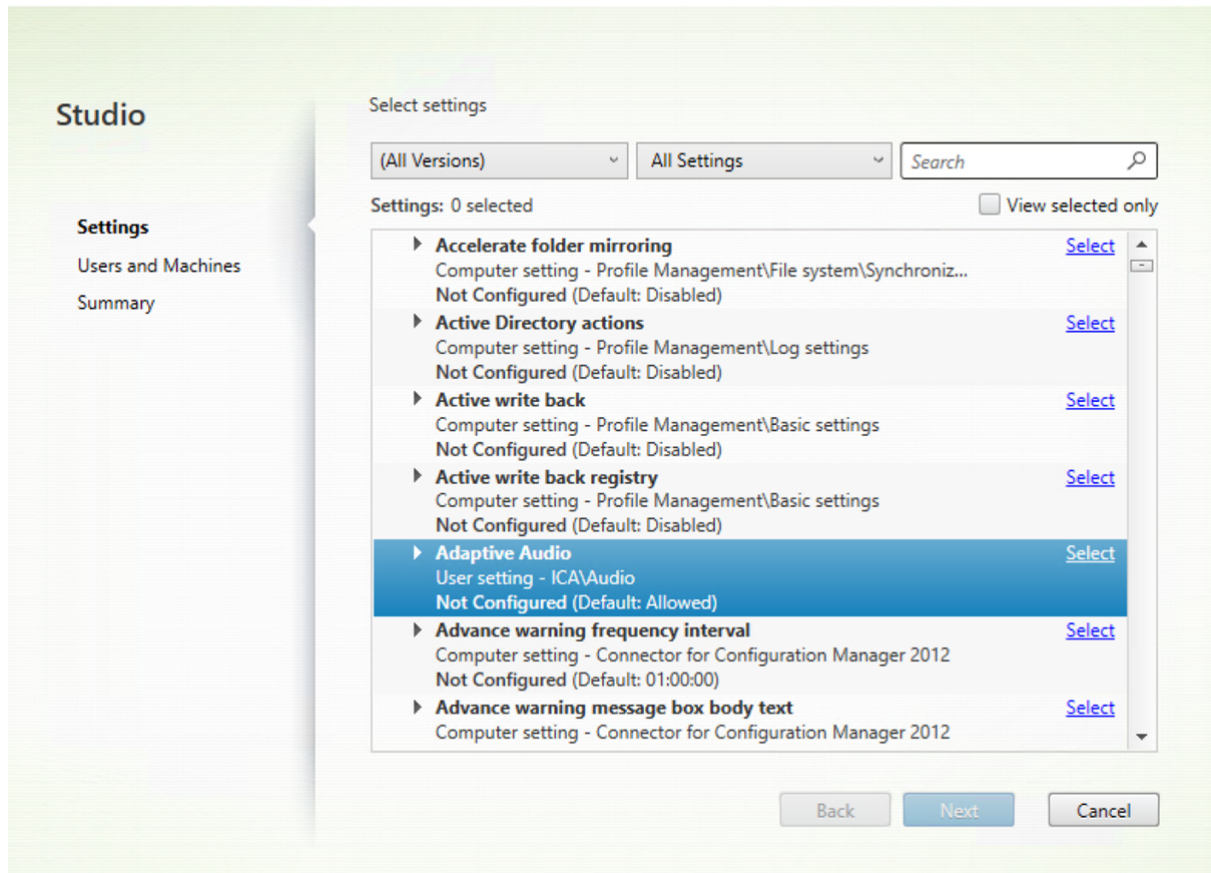 Studio
Settings
Users and Machines
Summary
Select settings
(All Versions)
All Settings
Search
Settings: 0 selected
View selected only
Accelerate folder mirroring
Select
Computer setting - Profile Management\File system\Synchroniz...
Not Configured (Default: Disabled)
Active Directory actions
Select
Computer setting - Profile Management\Log settings
Not Configured (Default: Disabled)
Active write back
Select
Computer setting - Profile Management\Basic settings
Not Configured (Default: Disabled)
Active write back registry
Select
Computer setting - Profile Management\Basic settings
Not Configured (Default: Disabled)
Adaptive Audio
Select
User setting - ICA\Audio
Not Configured (Default: Allowed)
Advance warning frequency interval
Select
Computer setting - Connector for Configuration Manager 2012
Not Configured (Default: 01:00:00)
Advance warning message box body text
Select
Computer setting - Connector for Configuration Manager 2012
Back
Next
Cancel